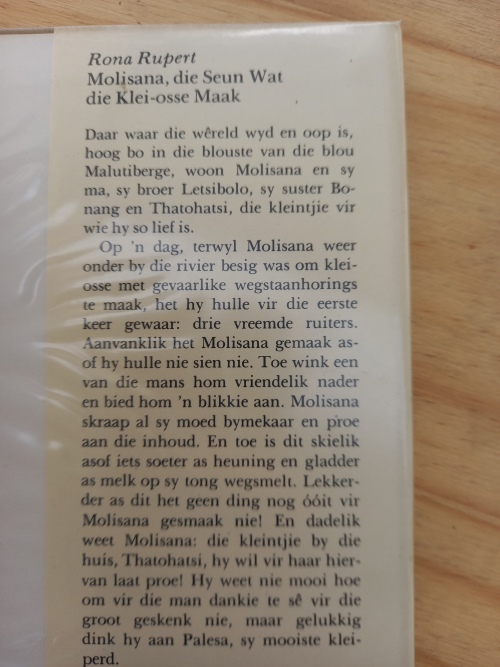 Rona Rupert
Molisana, die Seun Wat
die Klei-osse Maak
Daar waar die wêreld wyd en oop is,
hoog bo in die blouste van die blou
Malutiberge, woon Molisana en sy
ma, sy broer Letsibolo, sy suster Bo-
nang en Thatohatsi, die kleintjie vir
wie hy so lief is.
Op 'n dag, terwyl Molisana weer
onder by die rivier besig was om klei-
osse met gevaarlike wegstaanhorings
te maak, het hy hulle vir die eerste
keer gewaar: drie vreemde ruiters.
Aanvanklik het Molisana gemaak as-
of hy hulle nie sien nie. Toe wink een
van die mans hom vriendelik nader
en bied hom 'n blikkie aan. Molisana
skraap al sy moed bymekaar en proe
aan die inhoud. En toe is dit skielik
asof iets soeter as heuning en gladder
as melk op sy tong wegsmelt. Lekker-
der as dit het geen ding nog óóit vir
Molisana gesmaak nie! En dadelik
weet Molisana: die kleintjie by die
huis, Thatohatsi, hy wil vir haar hier-
van laat proe! Hy weet nie mooi hoe
om vir die man dankie te sê vir die
groot geskenk nie, maar gelukkig
dink hy aan Palesa, sy mooiste klei-
perd.